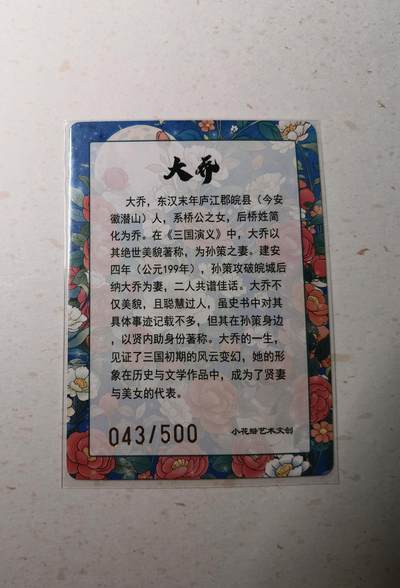 大乔
大乔，东汉末年庐江郡皖县（今安
徽潜山）人，系桥公之女，后桥姓简
化为乔。在《三国演义》中，大乔以
其绝世美貌著称，为孙策之妻。建安
四年（公元199年），孙策攻破皖城后
纳大乔为妻，二人共谱佳话。大乔不
仅美貌，且聪慧过人，虽史书中对其
具体事迹记载不多，但其在孙策身边
，以贤内助身份著称。大乔的一生，
见证了三国初期的风云变幻，她的形
象在历史与文学作品中，成为了贤妻
与美女的代表。
043/500